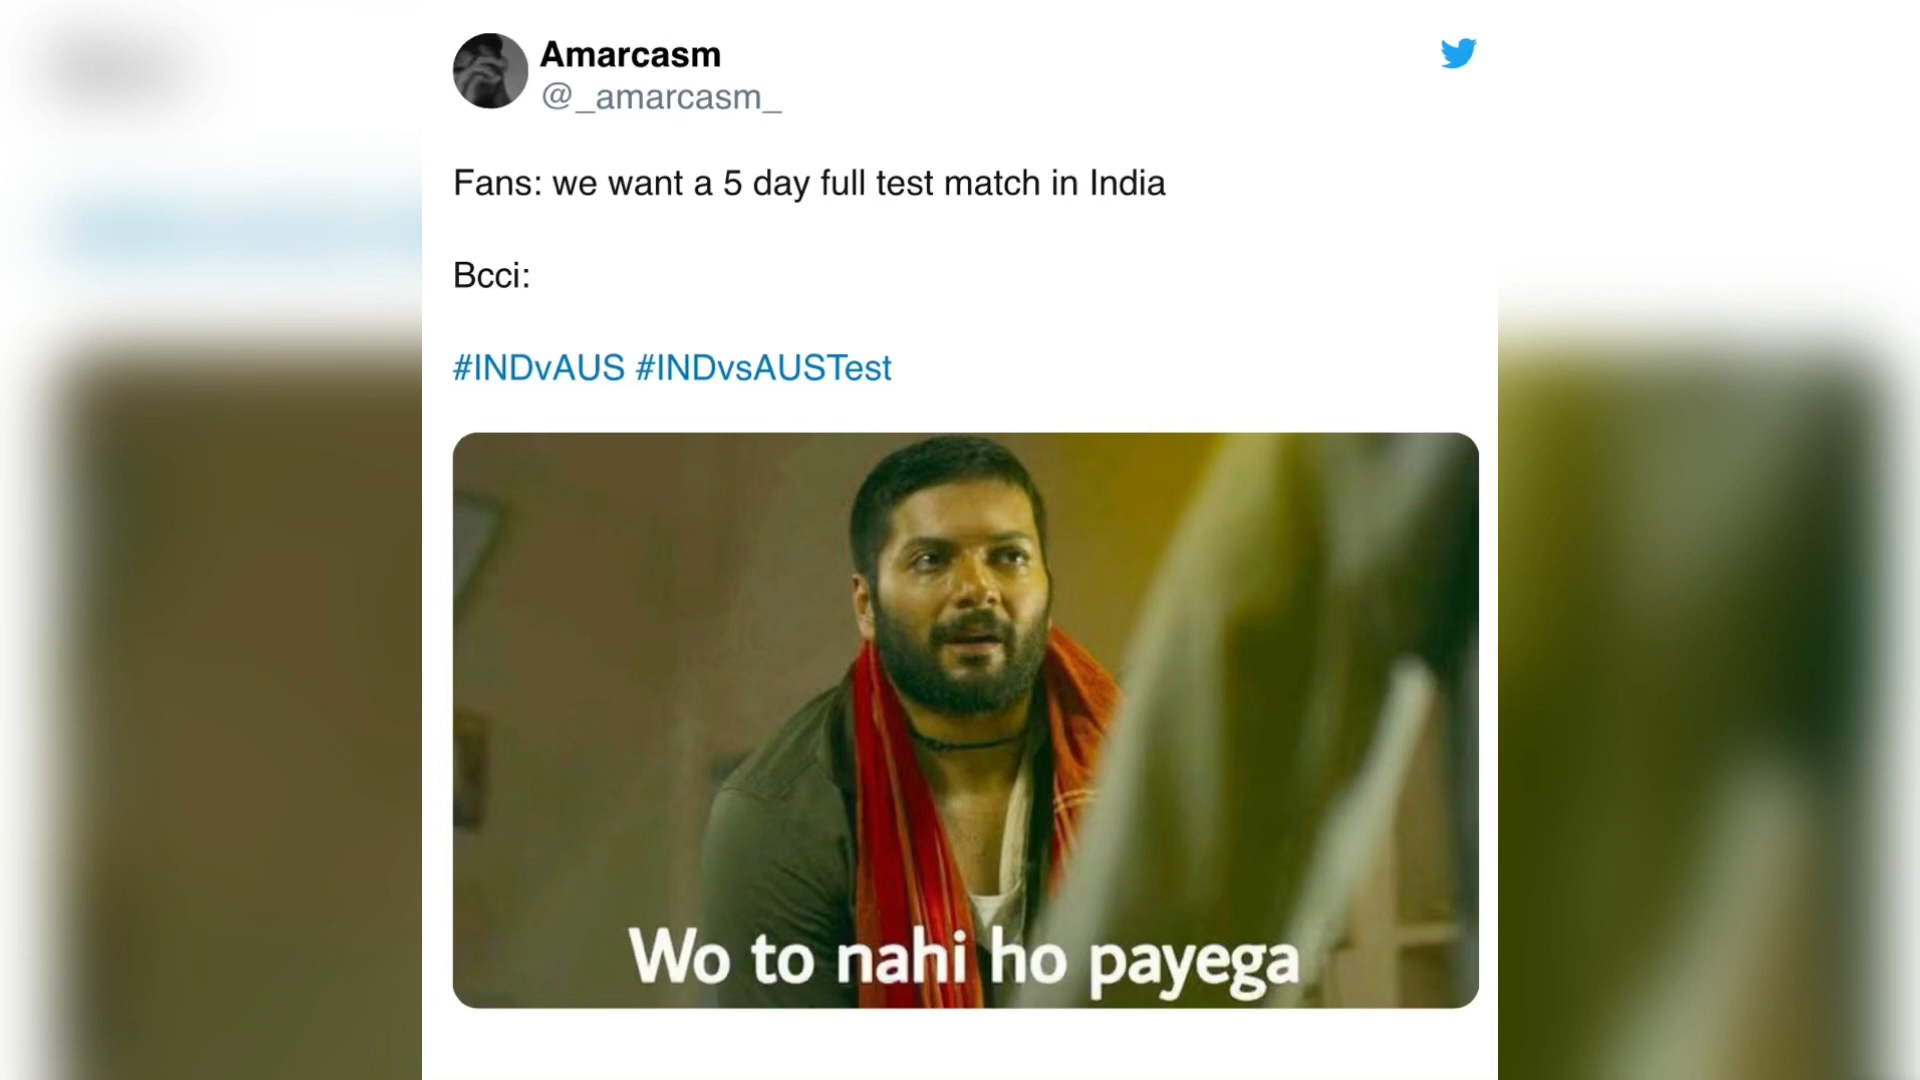 Amarcasm
@_amarcasm_
Fans: we want a 5 day full test match in India
Bcci:
#INDvAUS #INDvsAUSTest
Wo to nahi ho payega